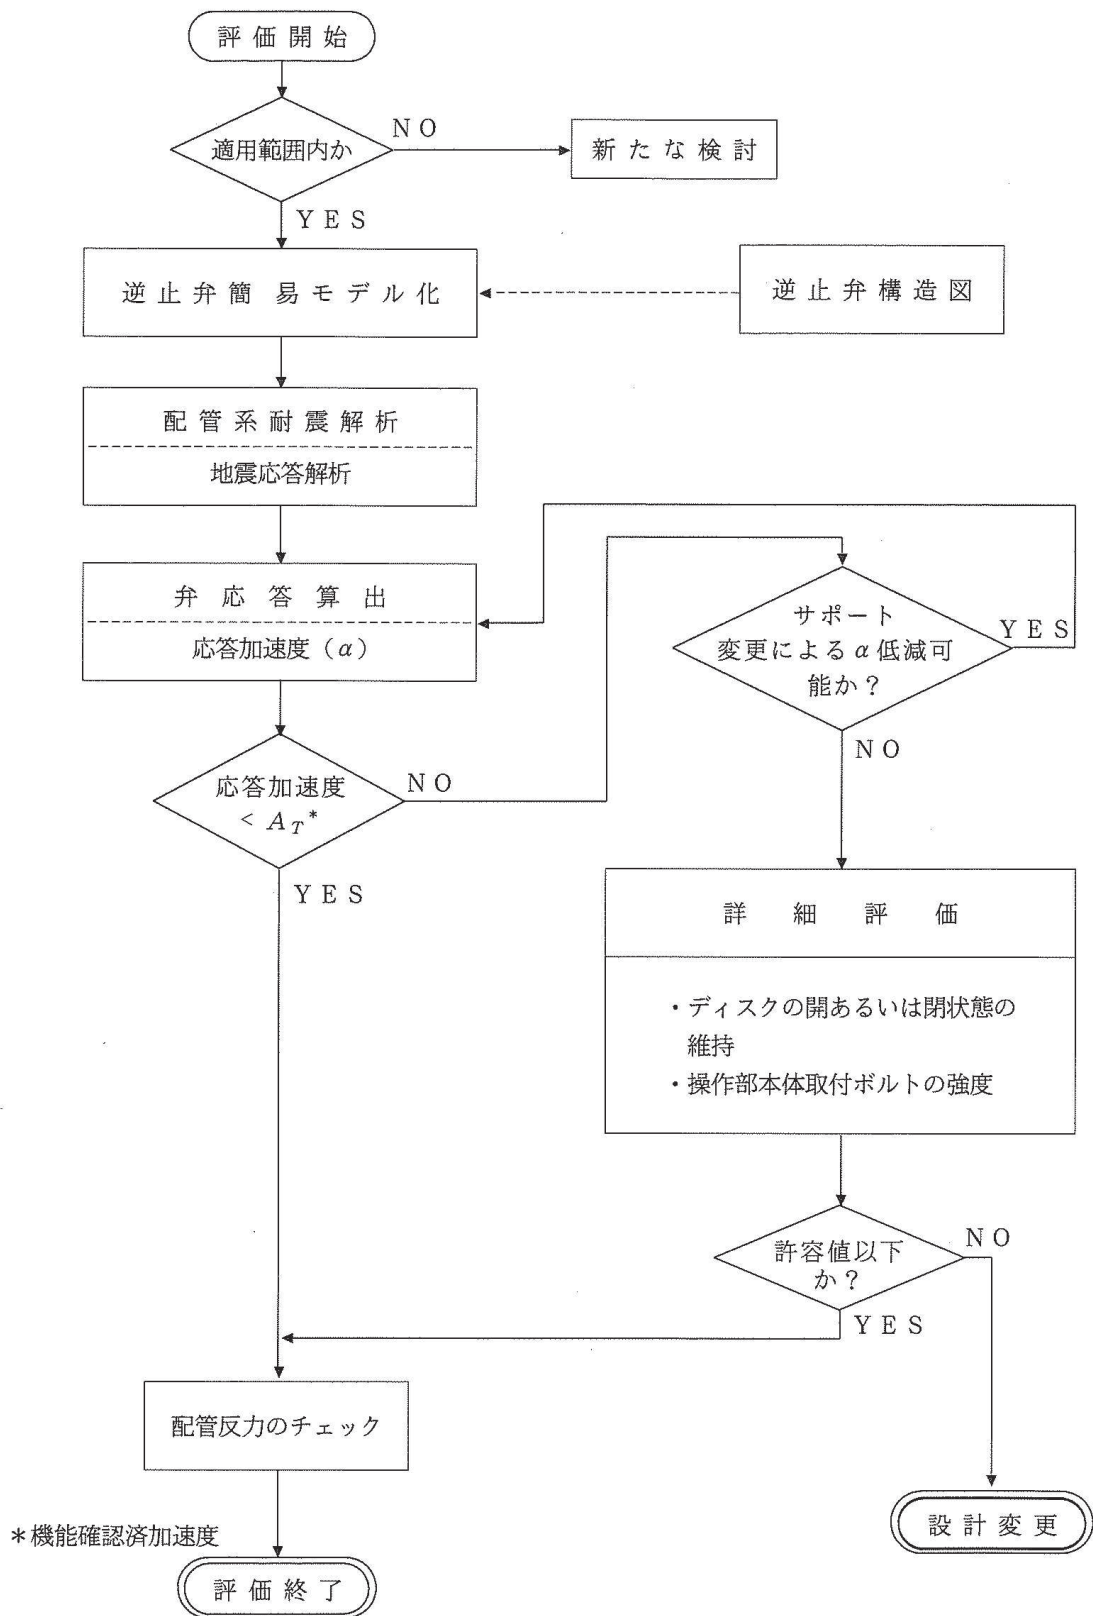 評価開始
適用範囲内か
NO
新たな検討
YES
逆止弁簡易モデル化
逆止弁構造図
配管系耐震解析
地震応答解析
弁応答算出
応答加速度(α)
サポート
変更によるα低減可
能か?
YES
NO
応答加速度
< A_T*
NO
YES
詳細評価
・ディスクの開あるいは閉状態の
維持
・操作部本体取付ボルトの強度
許容値以下
か?
NO
YES
配管反力のチェック
設計変更
*機能確認済加速度
評価終了